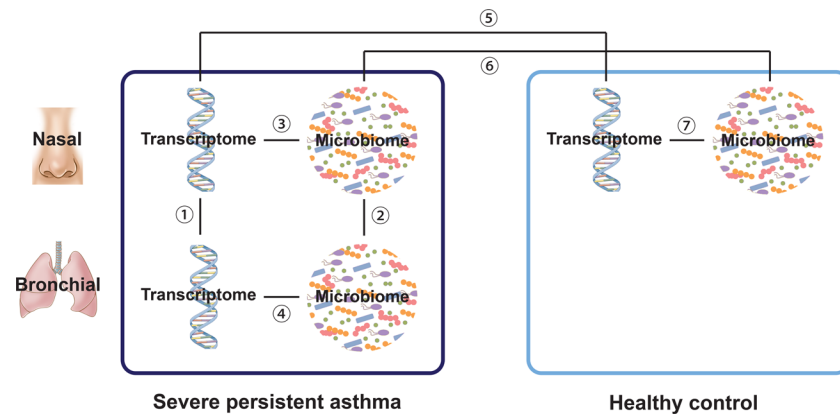 ⑤
⑥
Nasal
Transcriptome
③
Microbiome
Transcriptome
⑦
Microbiome
①
②
Bronchial
Transcriptome
④
Microbiome
Severe persistent asthma
Healthy control